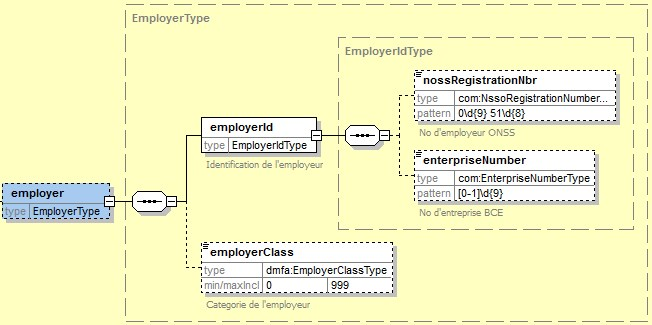 EmployerType
EmployerIdType
nossRegistrationNbr
type com:NssoRegistrationNumber...
pattern 0\d{9} 51\d{8}
No d'employeur ONSS
employerId
type EmployerIdType
Identification de l'employeur
enterpriseNumber
type com:EnterpriseNumberType
pattern [0-1]\d{9}
No d'entreprise BCE
employer
type EmployerType
employerClass
type dmfa:EmployerClassType
min/maxIncl 0 999
Categorie de l'employeur